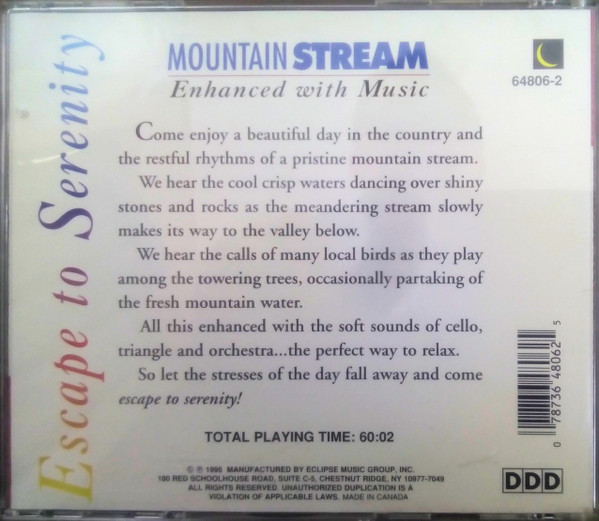 Escape to Serenity
MOUNTAIN STREAM
Enhanced with Music
64806-2
Come enjoy a beautiful day in the country and
the restful rhythms of a pristine mountain stream.
We hear the cool crisp waters dancing over shiny
stones and rocks as the meandering stream slowly
makes its way to the valley below.
We hear the calls of many local birds as they play
among the towering trees, occasionally partaking of
the fresh mountain water.
All this enhanced with the soft sounds of cello,
triangle and orchestra...the perfect way to relax.
So let the stresses of the day fall away and come
escape to serenity!
TOTAL PLAYING TIME: 60:02
© ℗ 1995 MANUFACTURED BY ECLIPSE MUSIC GROUP, INC.
100 RED SCHOOLHOUSE ROAD, SUITE C-5, CHESTNUT RIDGE, NY 10977-7049
ALL RIGHTS RESERVED. UNAUTHORIZED DUPLICATION IS A
VIOLATION OF APPLICABLE LAWS. MADE IN CANADA
0 78736 48062 5
DDD